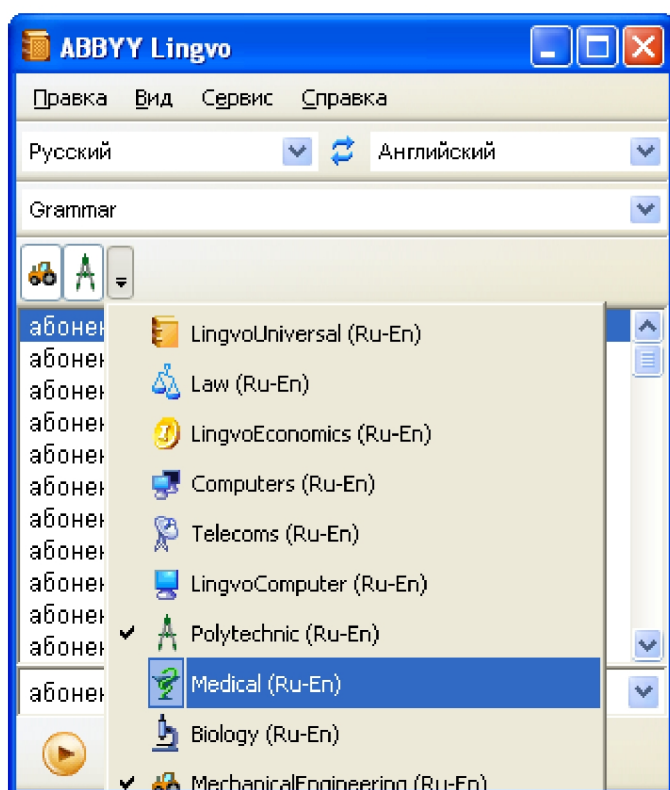 ABBYY Lingvo
Правка Вид Сервис Справка
Русский Английский
Grammar
LingvoUniversal (Ru-En)
Law (Ru-En)
LingvoEconomics (Ru-En)
Computers (Ru-En)
Telecoms (Ru-En)
LingvoComputer (Ru-En)
Polytechnic (Ru-En)
Medical (Ru-En)
Biology (Ru-En)
MechanicalEngineering (Ru-En)